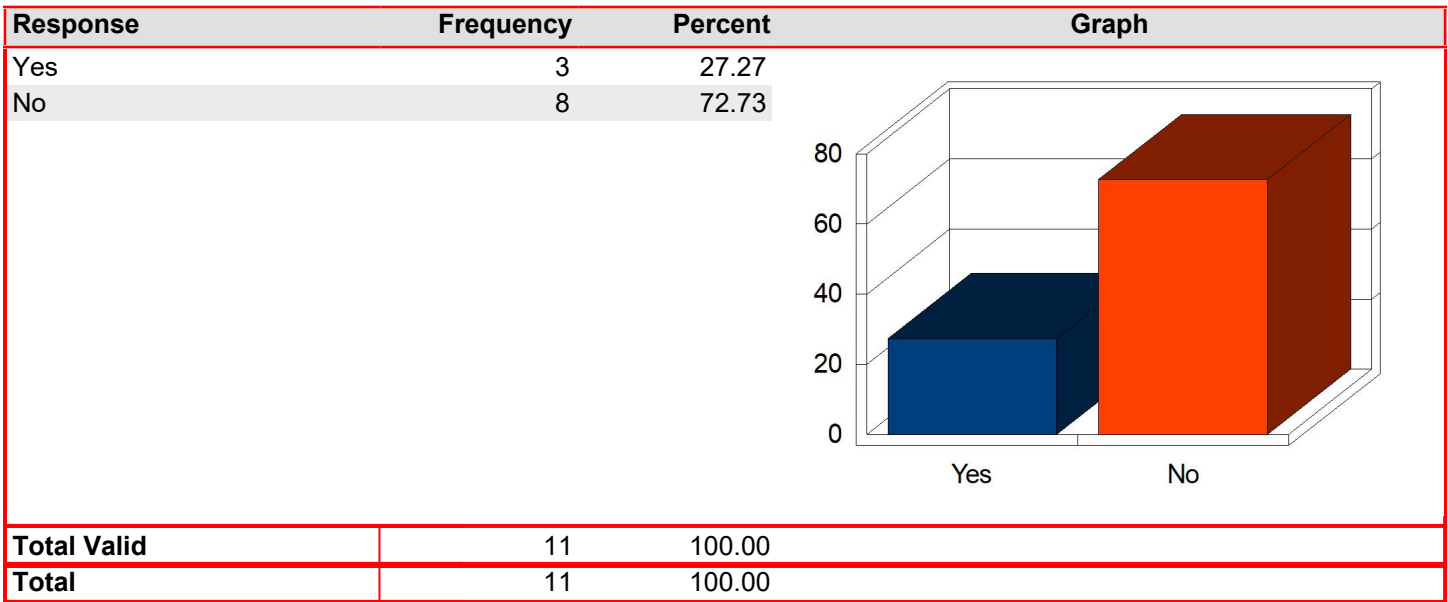 Response Frequency Percent Graph
Yes 3 27.27
No 8 72.73
80
60
40
20
0
Yes No
Total Valid 11 100.00
Total 11 100.00